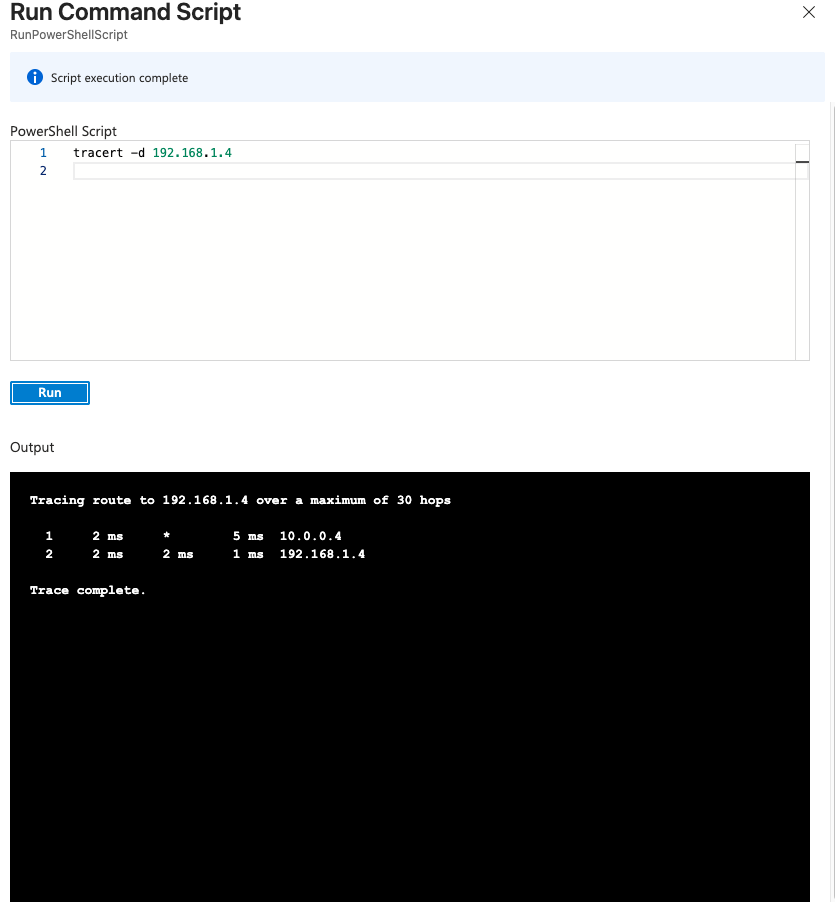 Run Command Script
RunPowerShellScript
Script execution complete
PowerShell Script
1 tracert -d 192.168.1.4
2
Run
Output
Tracing route to 192.168.1.4 over a maximum of 30 hops
1 2 ms * 5 ms 10.0.0.4
2 2 ms 2 ms 1 ms 192.168.1.4
Trace complete.